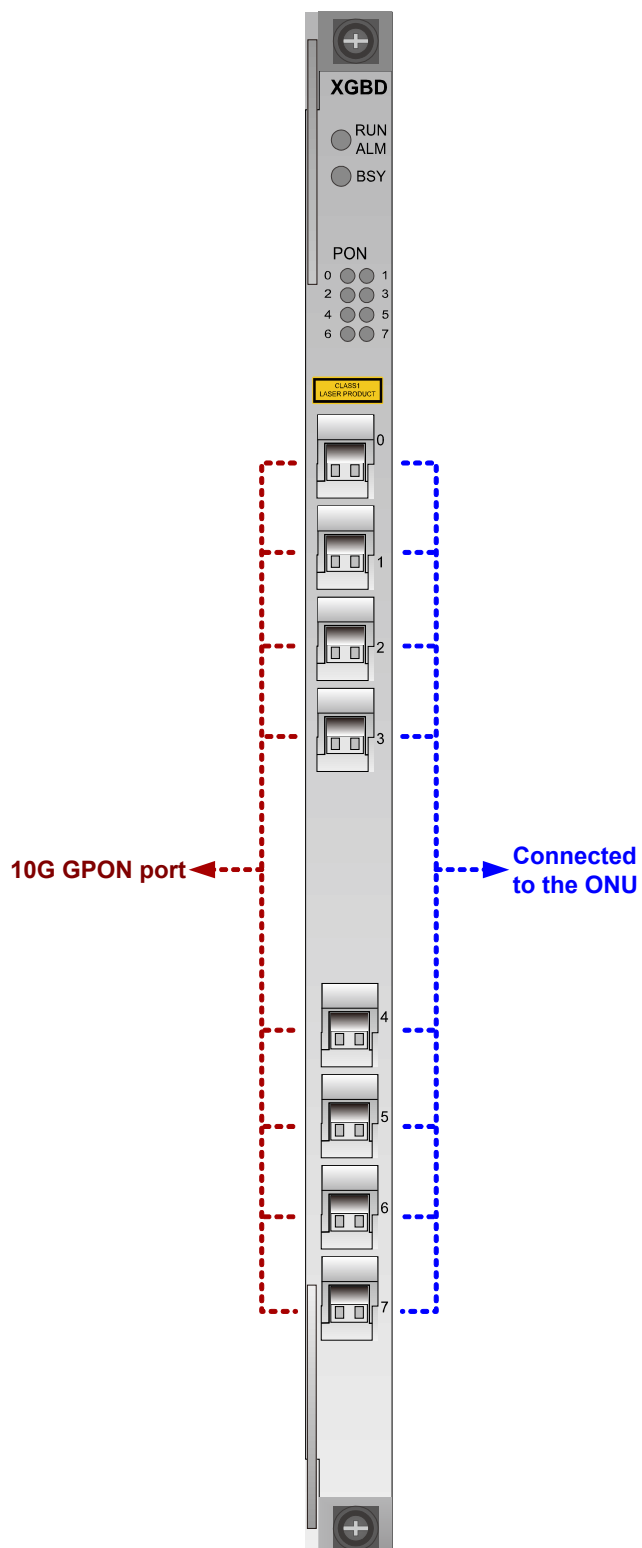 XGBD
RUN
ALM
BSY
PON
0 1
2 3
4 5
6 7
CLASS1
LASER PRODUCT
0
1
2
3
10G GPON port
Connected
to the ONU
4
5
6
7